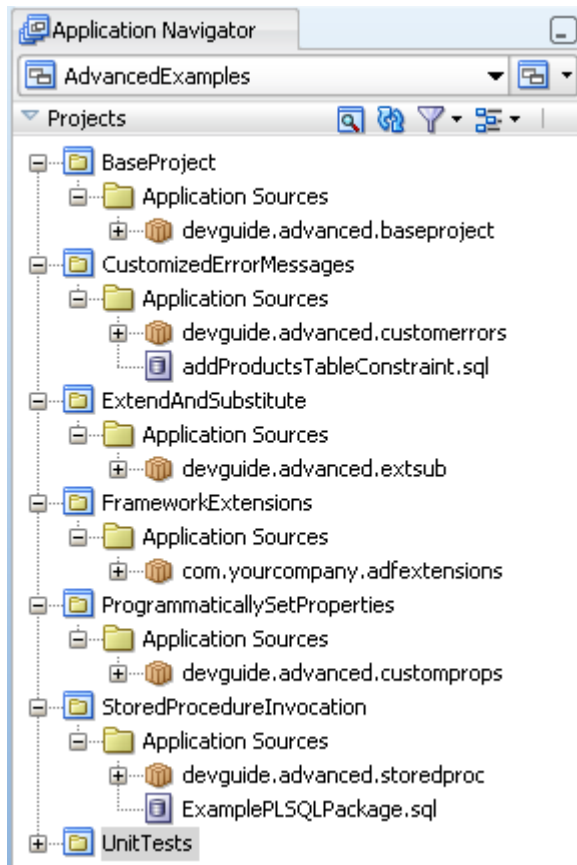 Application Navigator
AdvancedExamples
Projects
BaseProject
Application Sources
devguide.advanced.baseproject
CustomizedErrorMessages
Application Sources
devguide.advanced.customerrors
addProductsTableConstraint.sql
ExtendAndSubstitute
Application Sources
devguide.advanced.extsub
FrameworkExtensions
Application Sources
com.yourcompany.adfextensions
ProgrammaticallySetProperties
Application Sources
devguide.advanced.customprops
StoredProcedureInvocation
Application Sources
devguide.advanced.storedproc
ExamplePLSQLPackage.sql
UnitTests